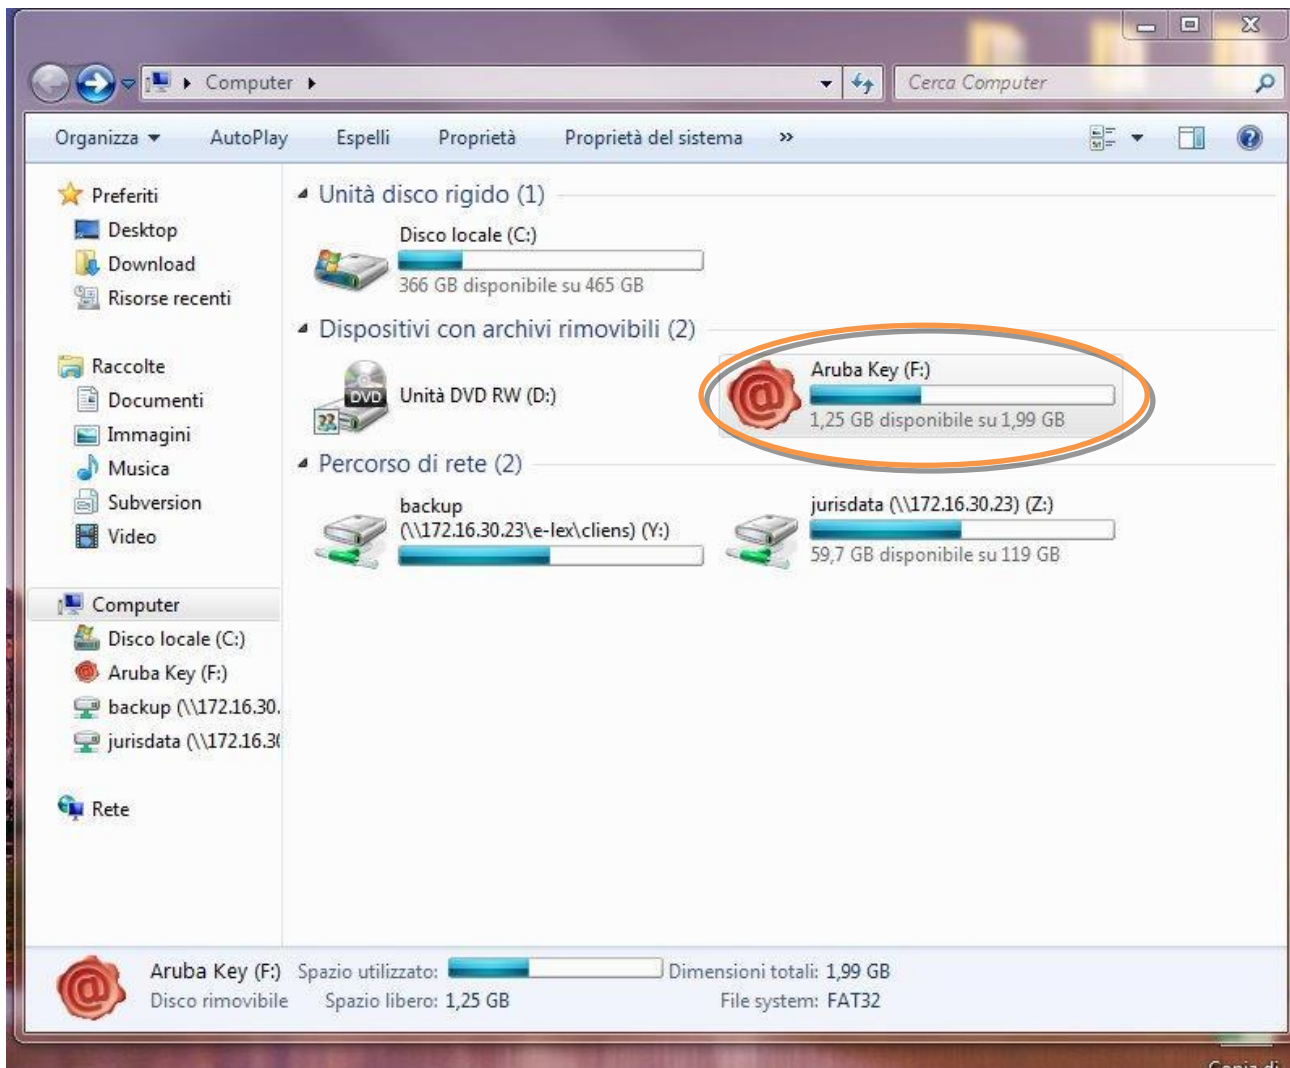 Computer
Cerca Computer
Organizza
AutoPlay
Espelli
Proprietà
Proprietà del sistema
»
Preferiti
Desktop
Download
Risorse recenti
Raccolte
Documenti
Immagini
Musica
Subversion
Video
Computer
Disco locale (C:)
Aruba Key (F:)
backup (\\172.16.30.
jurisdata (\\172.16.3
Rete
Unità disco rigido (1)
Disco locale (C:)
366 GB disponibile su 465 GB
Dispositivi con archivi rimovibili (2)
DVD
Unità DVD RW (D:)
Aruba Key (F:)
1,25 GB disponibile su 1,99 GB
Percorso di rete (2)
backup
(\\172.16.30.23\e-lex\cliens) (Y:)
jurisdata (\\172.16.30.23) (Z:)
59,7 GB disponibile su 119 GB
Aruba Key (F:) Spazio utilizzato: Dimensioni totali: 1,99 GB
Disco rimovibile Spazio libero: 1,25 GB File system: FAT32